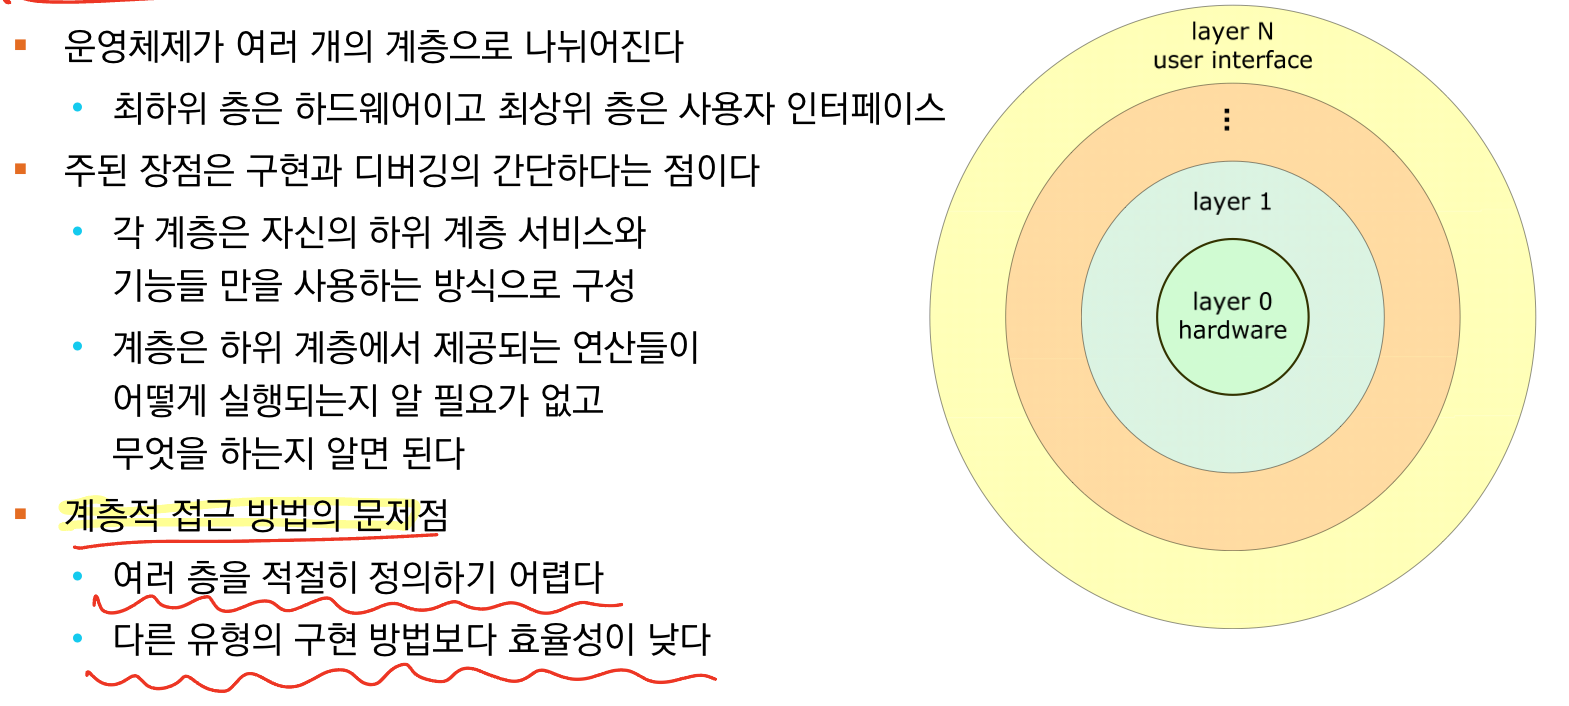 운영체제가 여러 개의 계층으로 나뉘어진다
최하위 층은 하드웨어이고 최상위 층은 사용자 인터페이스
주된 장점은 구현과 디버깅의 간단하다는 점이다
각 계층은 자신의 하위 계층 서비스와
기능들 만을 사용하는 방식으로 구성
계층은 하위 계층에서 제공되는 연산들이
어떻게 실행되는지 알 필요가 없고
무엇을 하는지 알면 된다
계층적 접근 방법의 문제점
여러 층을 적절히 정의하기 어렵다
다른 유형의 구현 방법보다 효율성이 낮다
layer N
user interface
⋮
layer 1
layer 0
hardware